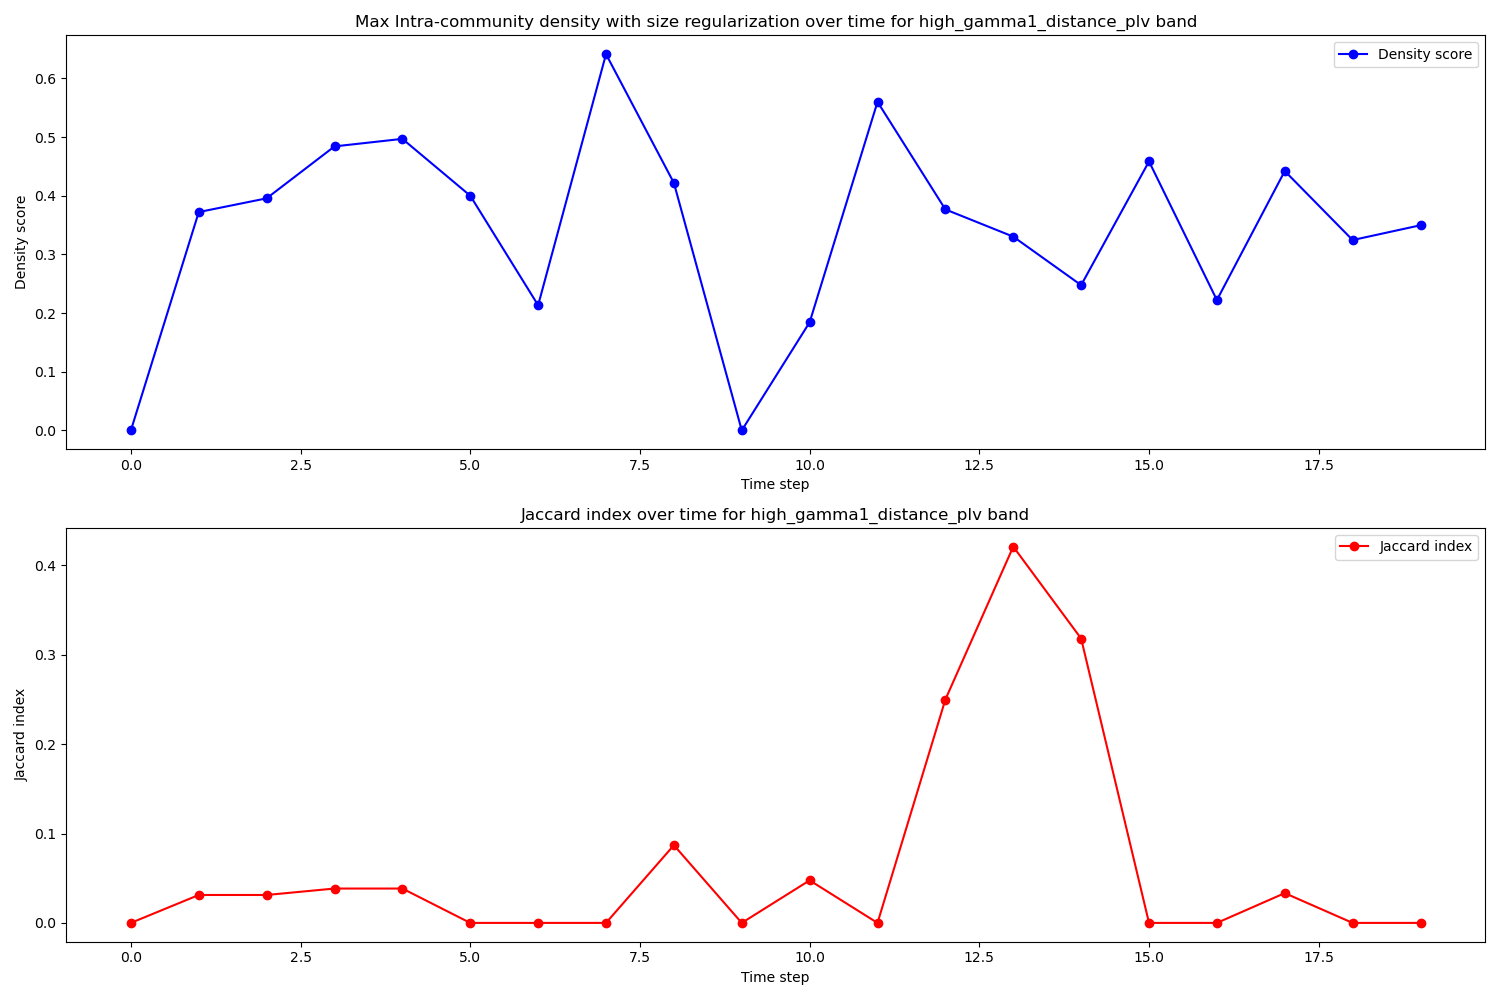 Max Intra-community density with size regularization over time for high_gamma1_distance_plv band
Density score
0.6
0.5
0.4
0.3
0.2
0.1
0.0
Density score
0.0 2.5 5.0 7.5 10.0 12.5 15.0 17.5
Time step
Jaccard index over time for high_gamma1_distance_plv band
Jaccard index
0.4
0.3
0.2
0.1
0.0
Jaccard index
0.0 2.5 5.0 7.5 10.0 12.5 15.0 17.5
Time step